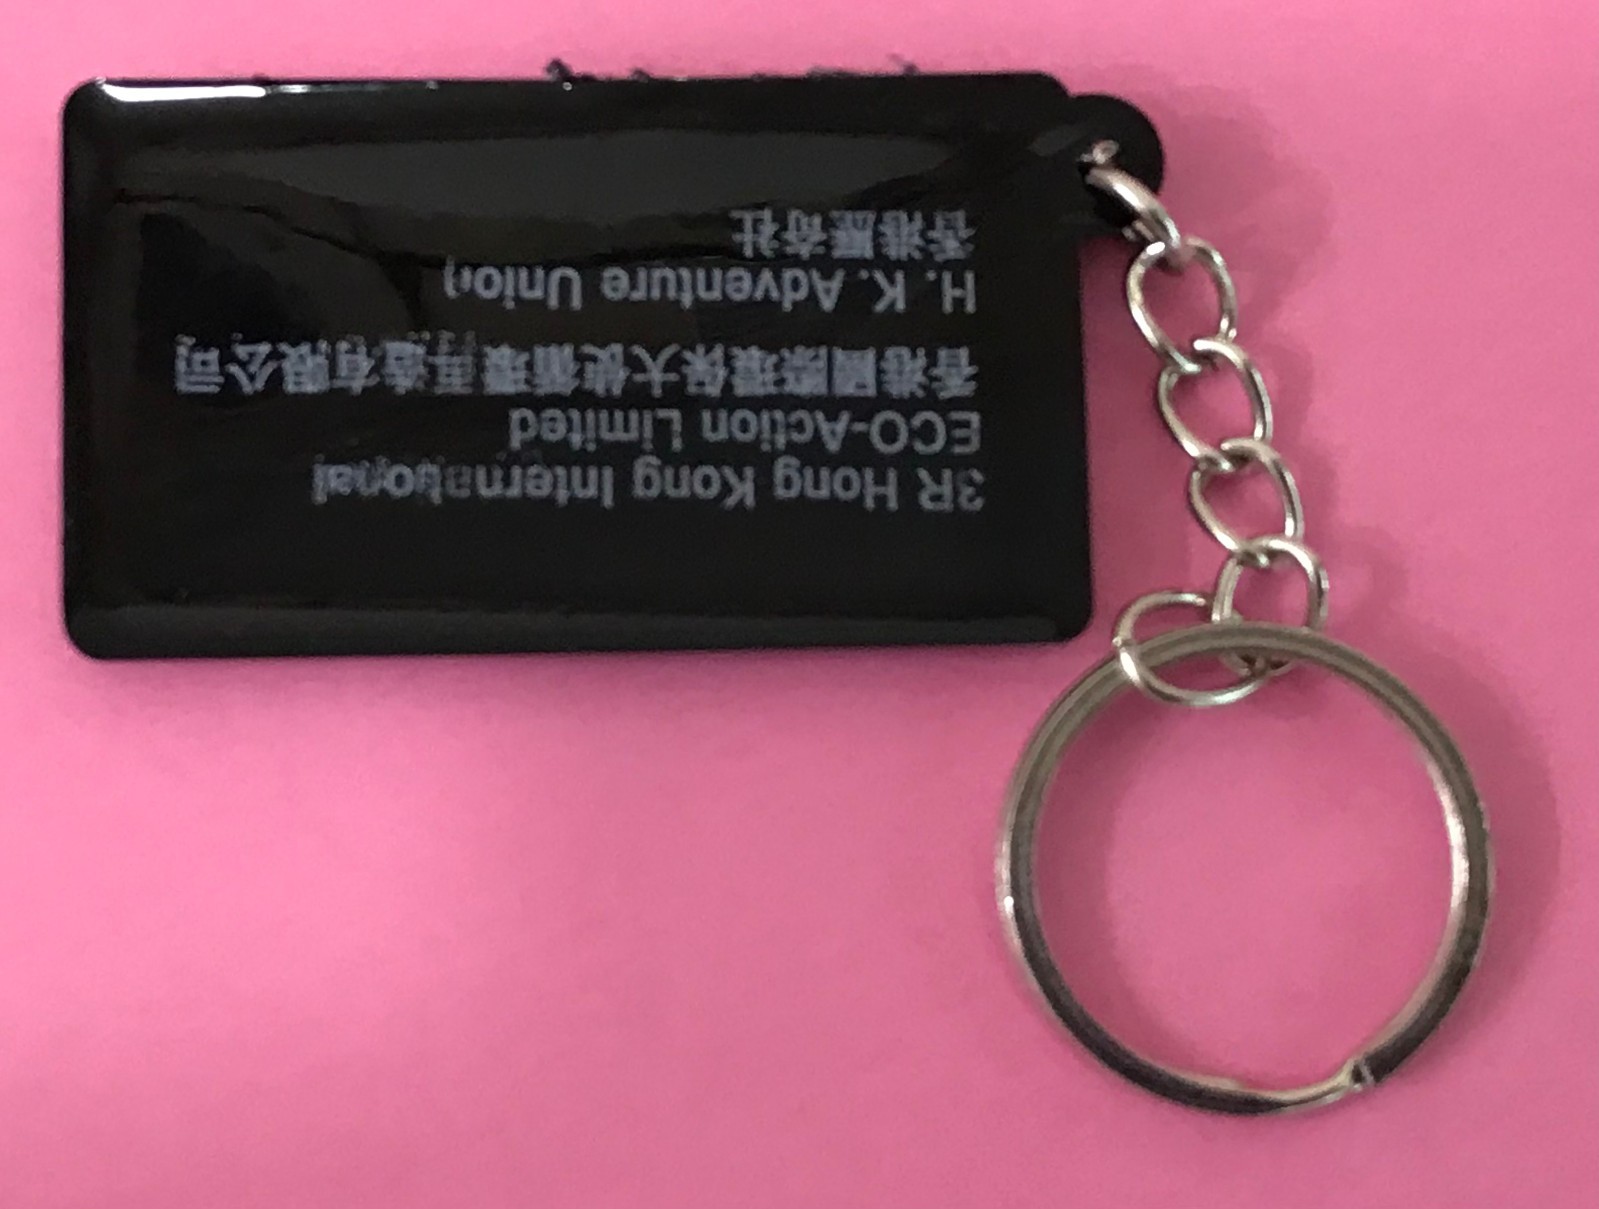 3R Hong Kong International
ECO-Action Limited
香港國際環保大使循環再造有限公司
H. K. Adventure Union
香港歷奇社